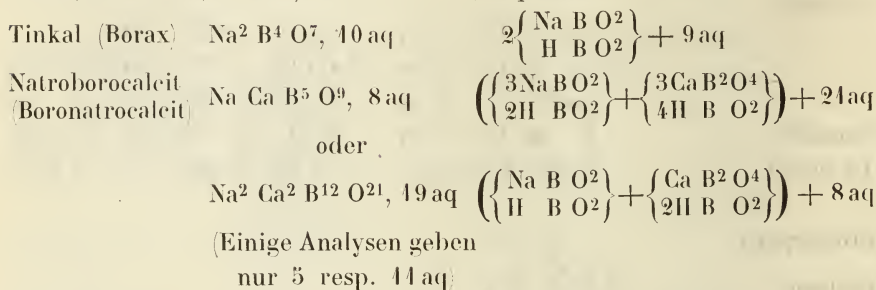 Tinkal (Borax) Na² B⁴ O⁷, 10 aq 2{Na B O² / H B O²} + 9 aq
Natroborocalcit (Boronatrocalcit) Na Ca B⁵ O⁹, 8 aq ({3Na B O² / 2H B O²} + {3Ca B² O⁴ / 4H B O²}) + 21 aq
oder
Na² Ca² B¹² O²¹, 19 aq ({Na B O² / H B O²} + {Ca B² O⁴ / 2H B O²}) + 8 aq
(Einige Analysen geben
nur 5 resp. 11 aq)